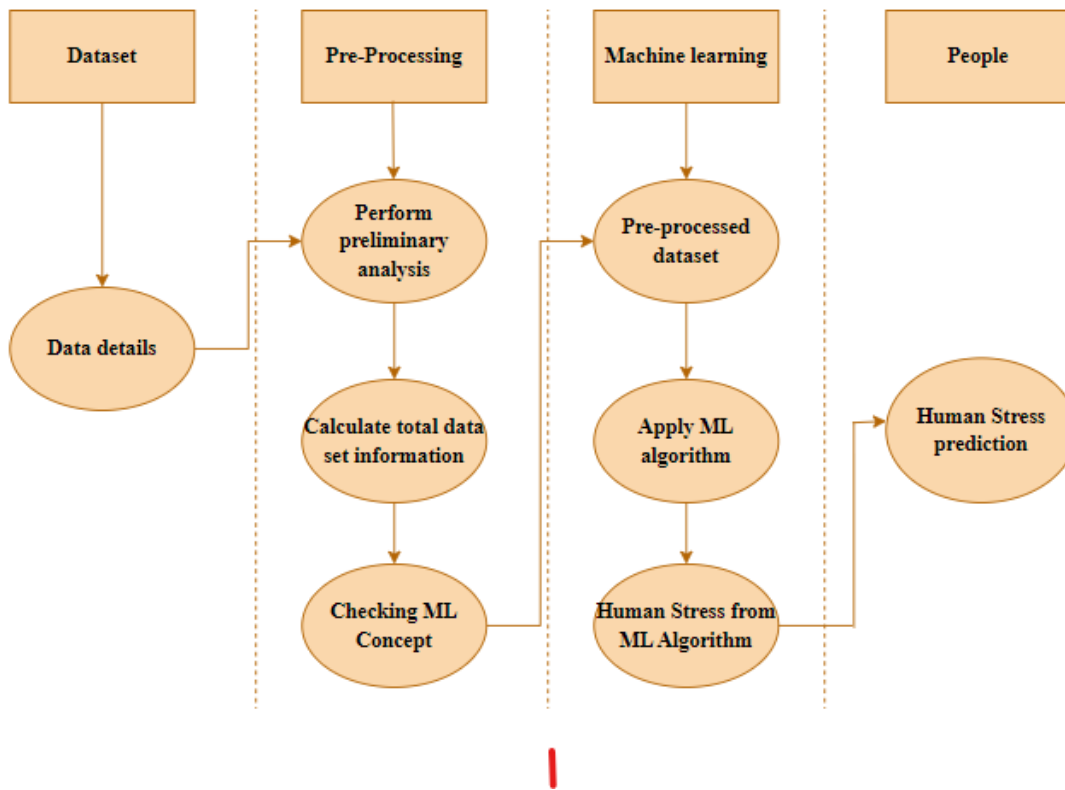 Dataset
Pre-Processing
Machine learning
People
Perform
preliminary
analysis
Pre-processed
dataset
Data details
Calculate total data
set information
Apply ML
algorithm
Human Stress
prediction
Checking ML
Concept
Human Stress from
ML Algorithm